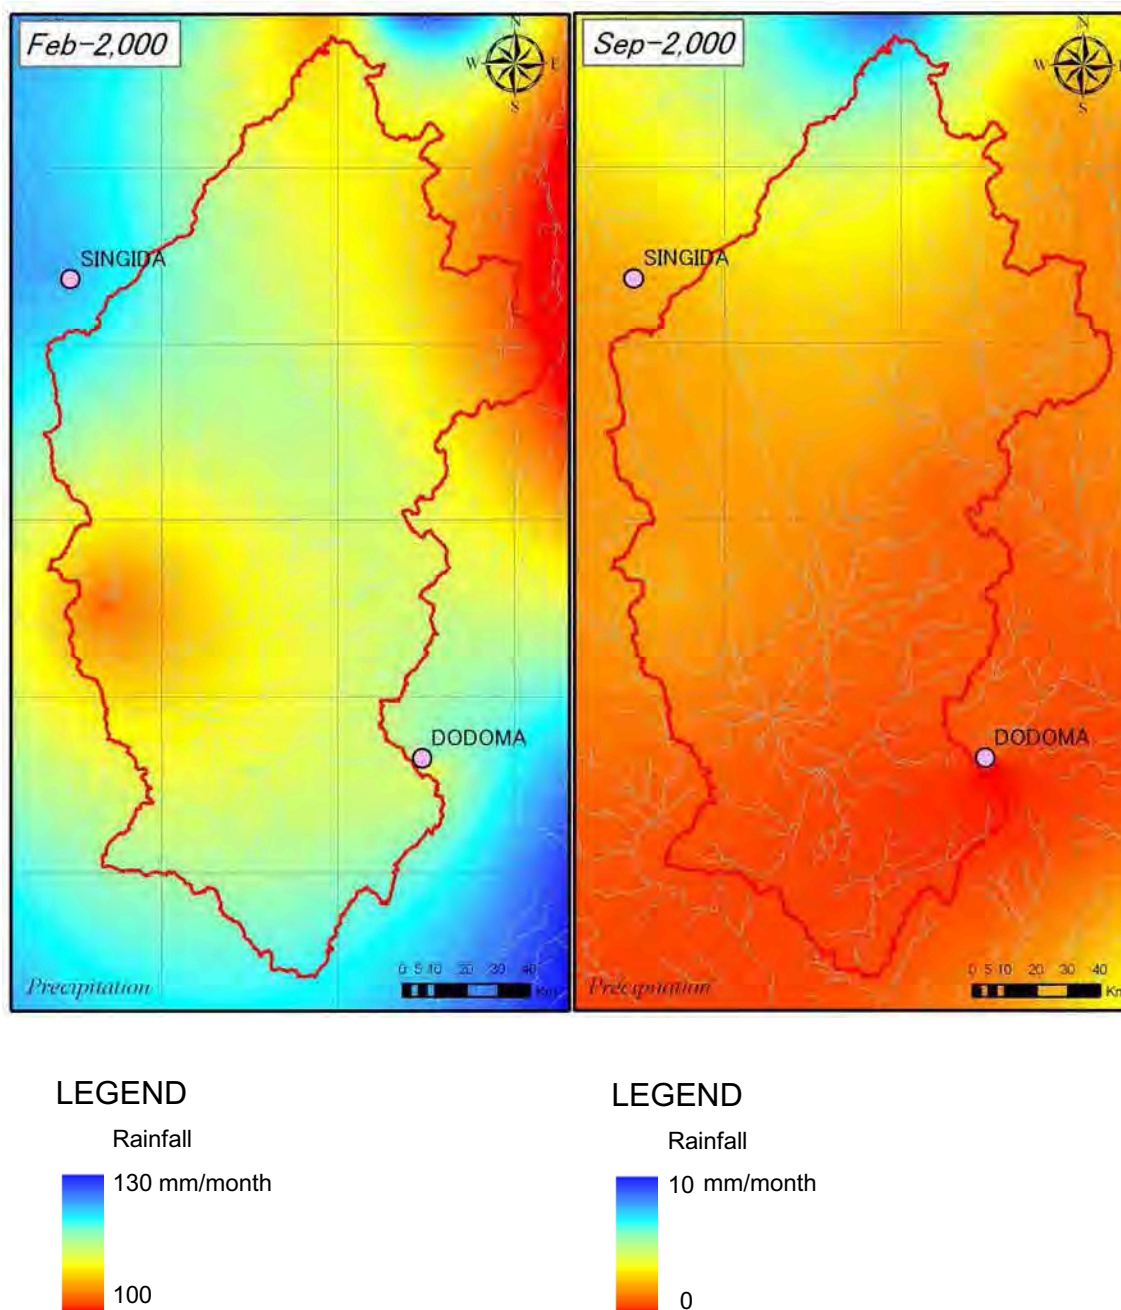 Feb-2,000
N
W E
S
SINGIDA
DODOMA
Precipitation
0 5 10 20 30 40
Km
Sep-2,000
N
W E
S
SINGIDA
DODOMA
Precipitation
0 5 10 20 30 40
Km
LEGEND
Rainfall
130 mm/month
100
LEGEND
Rainfall
10 mm/month
0